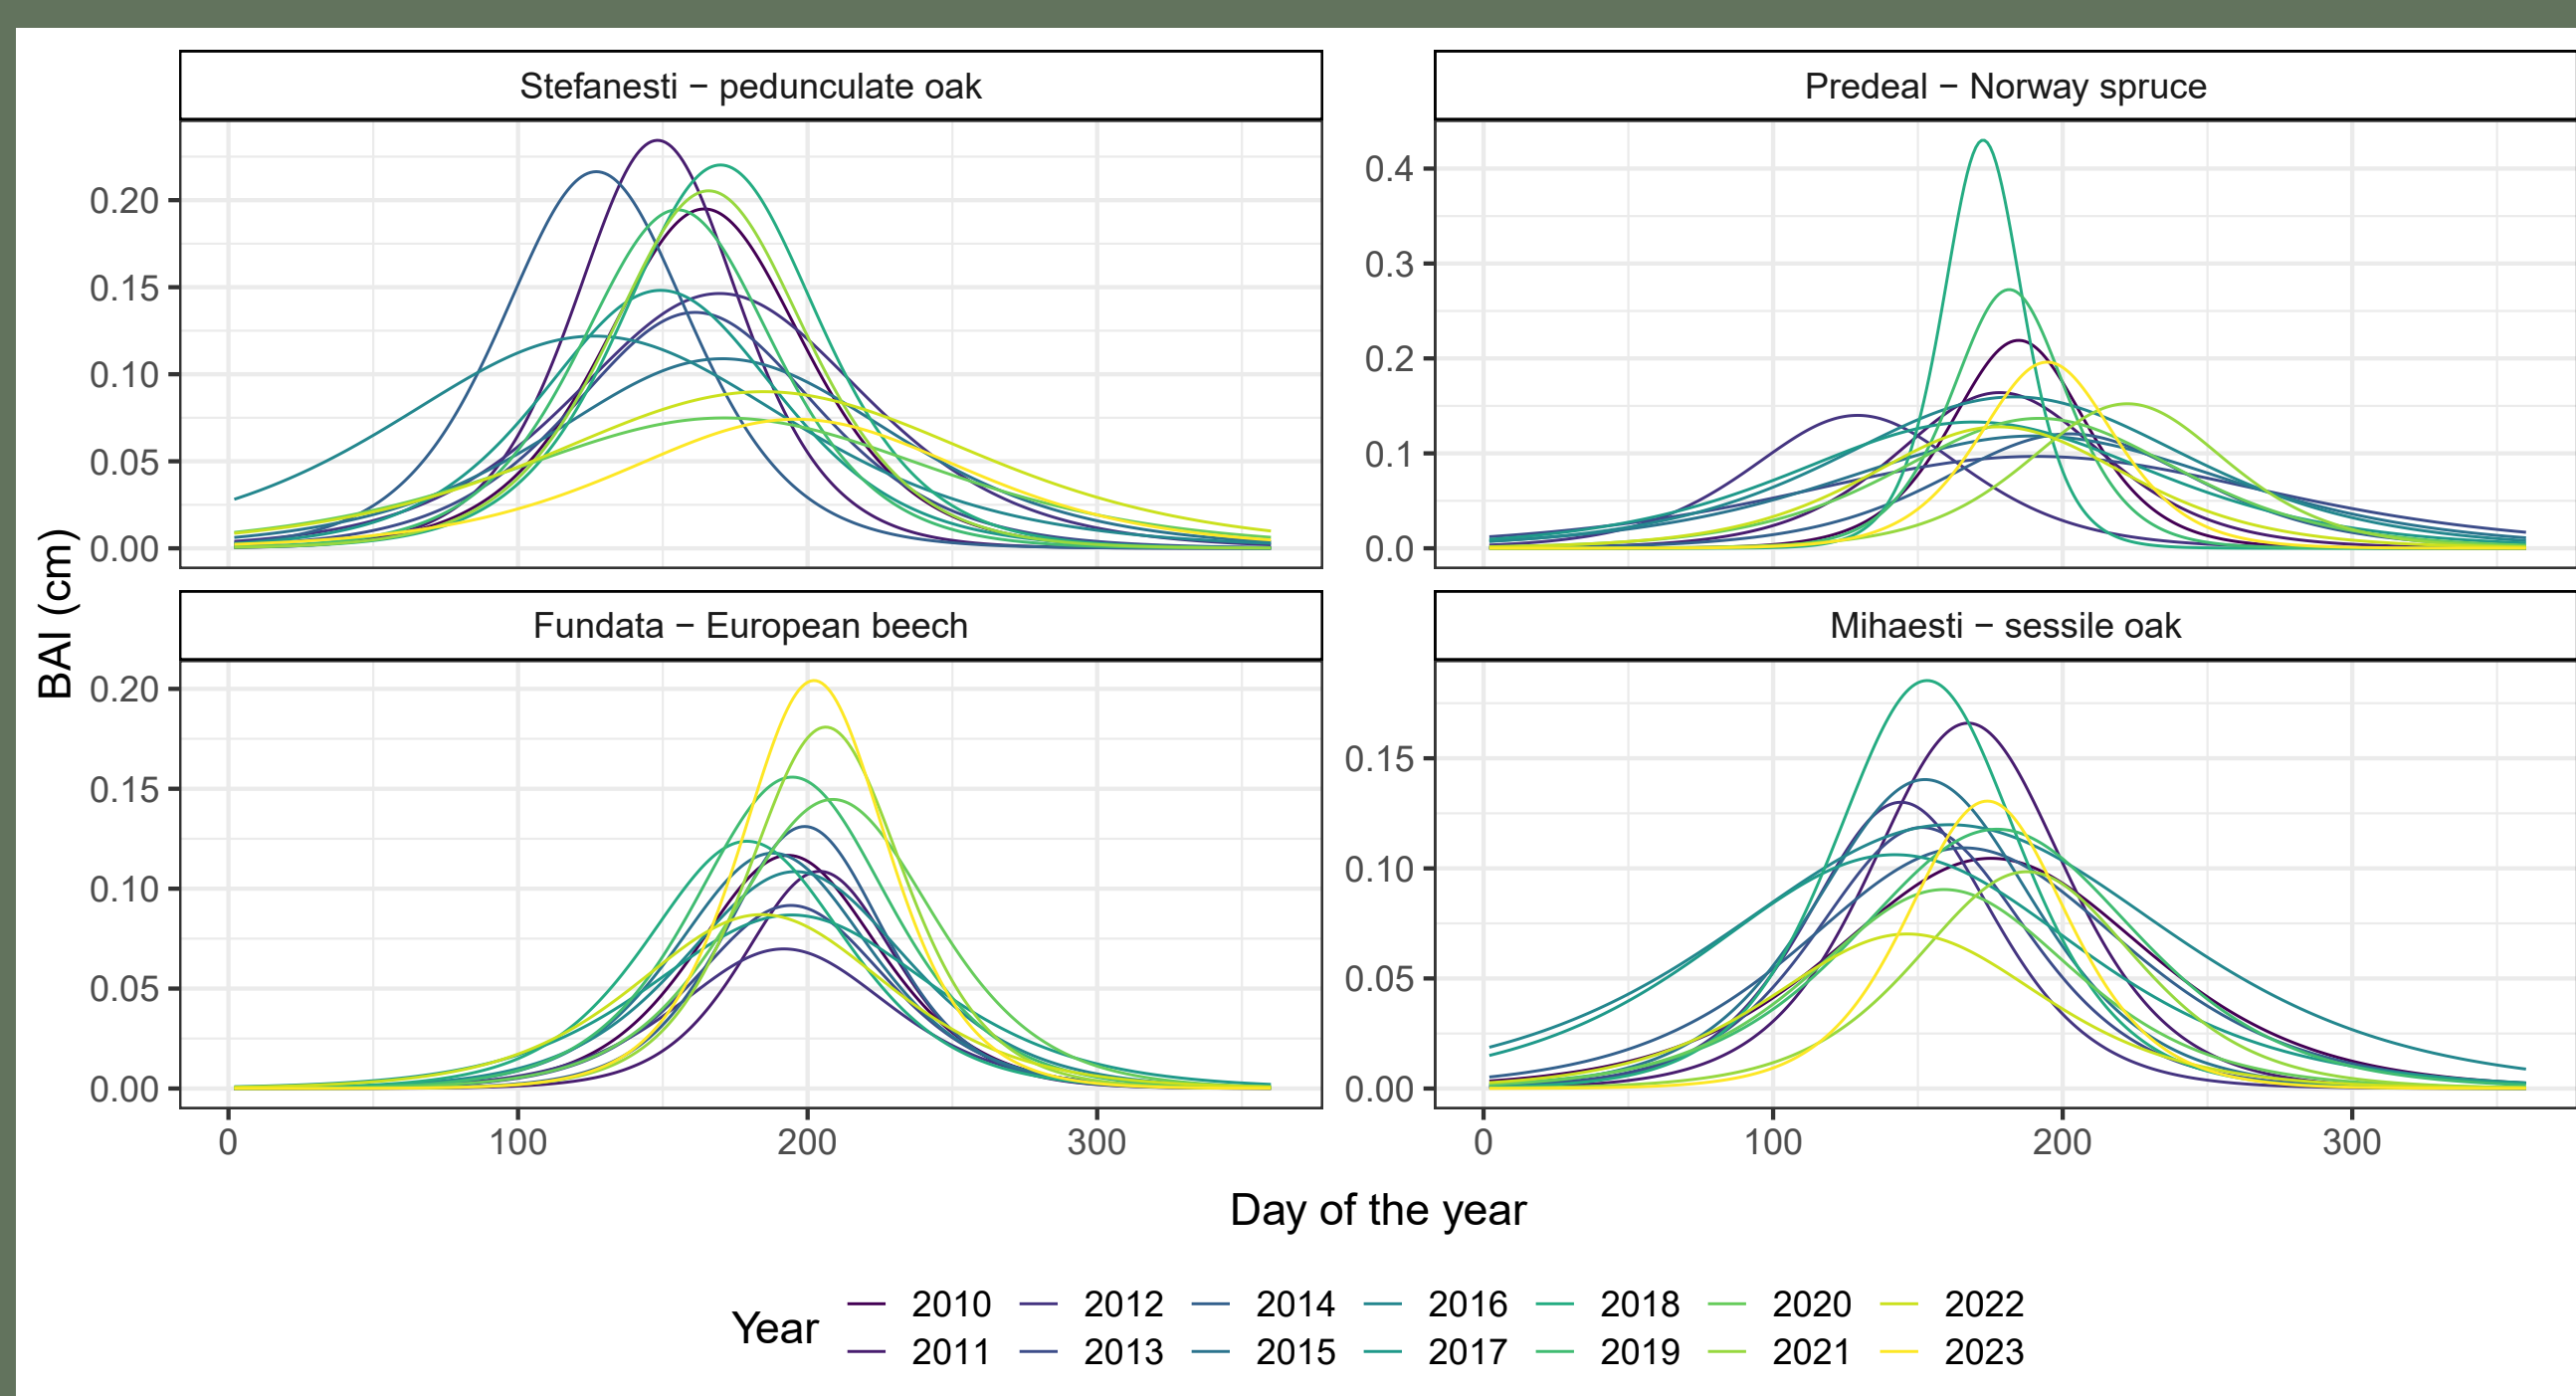 Stefanesti − pedunculate oak
Predeal − Norway spruce
0.20
0.15
0.10
0.05
0.00
0.4
0.3
0.2
0.1
0.0
BAI (cm)
Fundata − European beech
Mihaesti − sessile oak
0.20
0.15
0.10
0.05
0.00
0.15
0.10
0.05
0.00
0 100 200 300
0 100 200 300
Day of the year
Year
2010 2012 2014 2016 2018 2020 2022
2011 2013 2015 2017 2019 2021 2023